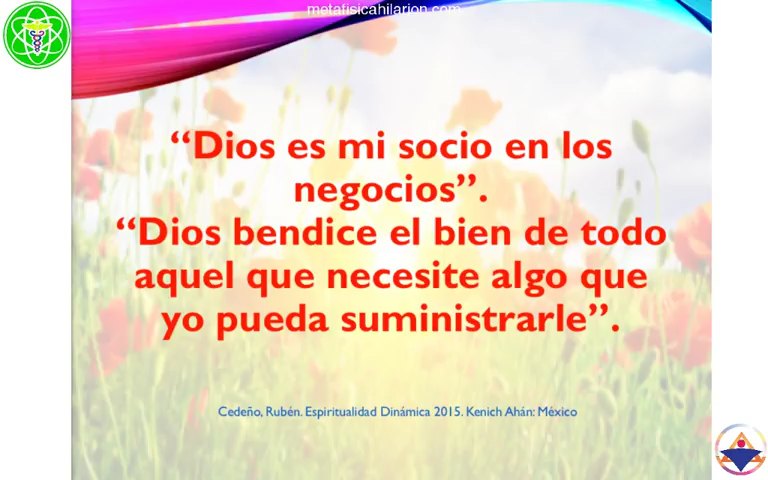 metafisicahilarion.com
“Dios es mi socio en los
negocios”.
“Dios bendice el bien de todo
aquel que necesite algo que
yo pueda suministrarle”.
Cedeño, Rubén. Espiritualidad Dinámica 2015. Kenich Ahán: México